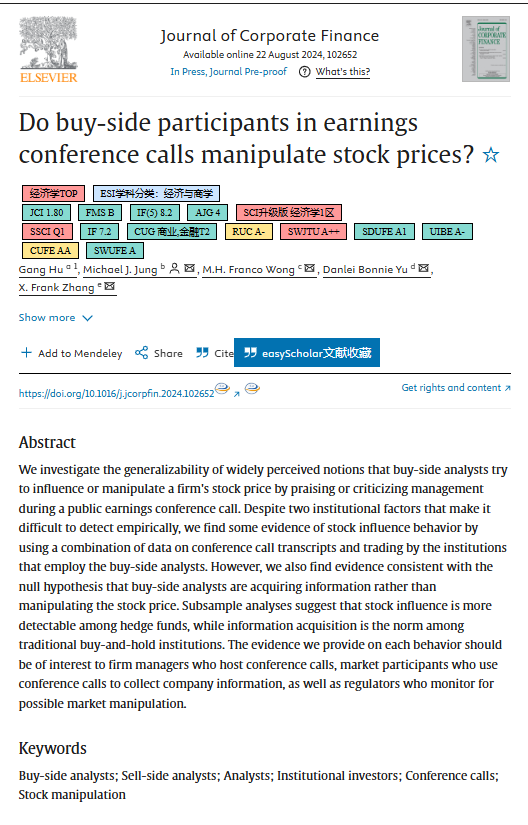 ELSEVIER
Journal of Corporate Finance
Available online 22 August 2024, 102652
In Press, Journal Pre-proof ? What's this?
Journal of
CORPORATE
FINANCE
Do buy-side participants in earnings
conference calls manipulate stock prices?
经济学TOP ESI学科分类：经济与商学
JCI 1.80 FMS B IF(5) 8.2 AJG 4 SCI升级版 经济学1区
SSCI Q1 IF 7.2 CUG 商业,金融T2 RUC A- SWJTU A++ SDUFE A1 UIBE A-
CUFE AA SWUFE A
Gang Hu a 1, Michael J. Jung b, M.H. Franco Wong c, Danlei Bonnie Yu d,
X. Frank Zhang e
Show more
Add to Mendeley Share Cite easyScholar文献收藏
https://doi.org/10.1016/j.jcorpfin.2024.102652 Get rights and content
Abstract
We investigate the generalizability of widely perceived notions that buy-side analysts try
to influence or manipulate a firm's stock price by praising or criticizing management
during a public earnings conference call. Despite two institutional factors that make it
difficult to detect empirically, we find some evidence of stock influence behavior by
using a combination of data on conference call transcripts and trading by the institutions
that employ the buy-side analysts. However, we also find evidence consistent with the
null hypothesis that buy-side analysts are acquiring information rather than
manipulating the stock price. Subsample analyses suggest that stock influence is more
detectable among hedge funds, while information acquisition is the norm among
traditional buy-and-hold institutions. The evidence we provide on each behavior should
be of interest to firm managers who host conference calls, market participants who use
conference calls to collect company information, as well as regulators who monitor for
possible market manipulation.
Keywords
Buy-side analysts; Sell-side analysts; Analysts; Institutional investors; Conference calls;
Stock manipulation